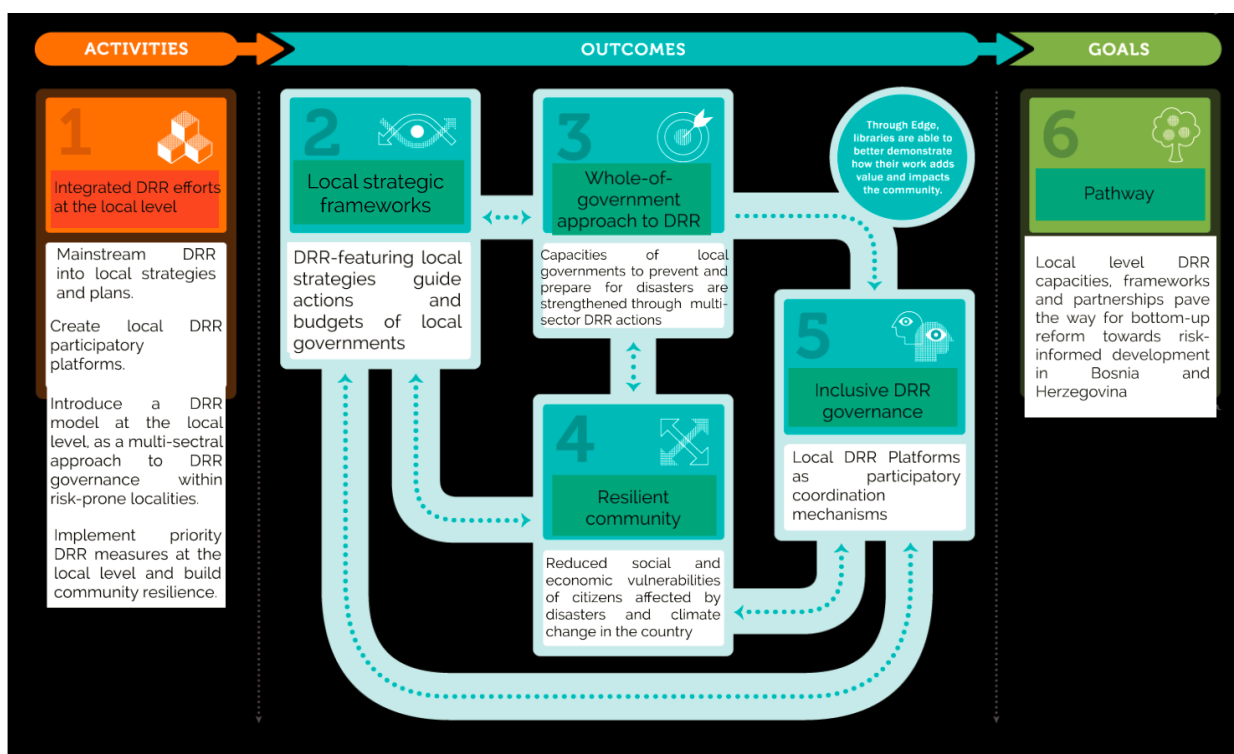 ACTIVITIES
OUTCOMES
GOALS
1
Integrated DRR efforts
at the local level
Mainstream DRR
into local strategies
and plans.
Create local DRR
participatory
platforms.
Introduce a DRR
model at the local
level, as a multi-sectral
approach to DRR
governance within
risk-prone localities.
Implement priority
DRR measures at the
local level and build
community resilience.
2
Local strategic
frameworks
DRR-featuring local
strategies guide
actions and
budgets of local
governments
3
Whole-of-
government
approach to DRR
Capacities of local
governments to prevent and
prepare for disasters are
strengthened through multi-
sector DRR actions
4
Resilient
community
Reduced social and
economic vulnerabilities
of citizens affected by
disasters and climate
change in the country
Through Edge,
libraries are able to
better demonstrate
how their work adds
value and impacts
the community.
5
Inclusive DRR
governance
Local DRR Platforms
as participatory
coordination
mechanisms
6
Pathway
Local level DRR
capacities, frameworks
and partnerships pave
the way for bottom-up
reform towards risk-
informed development
in Bosnia and
Herzegovina